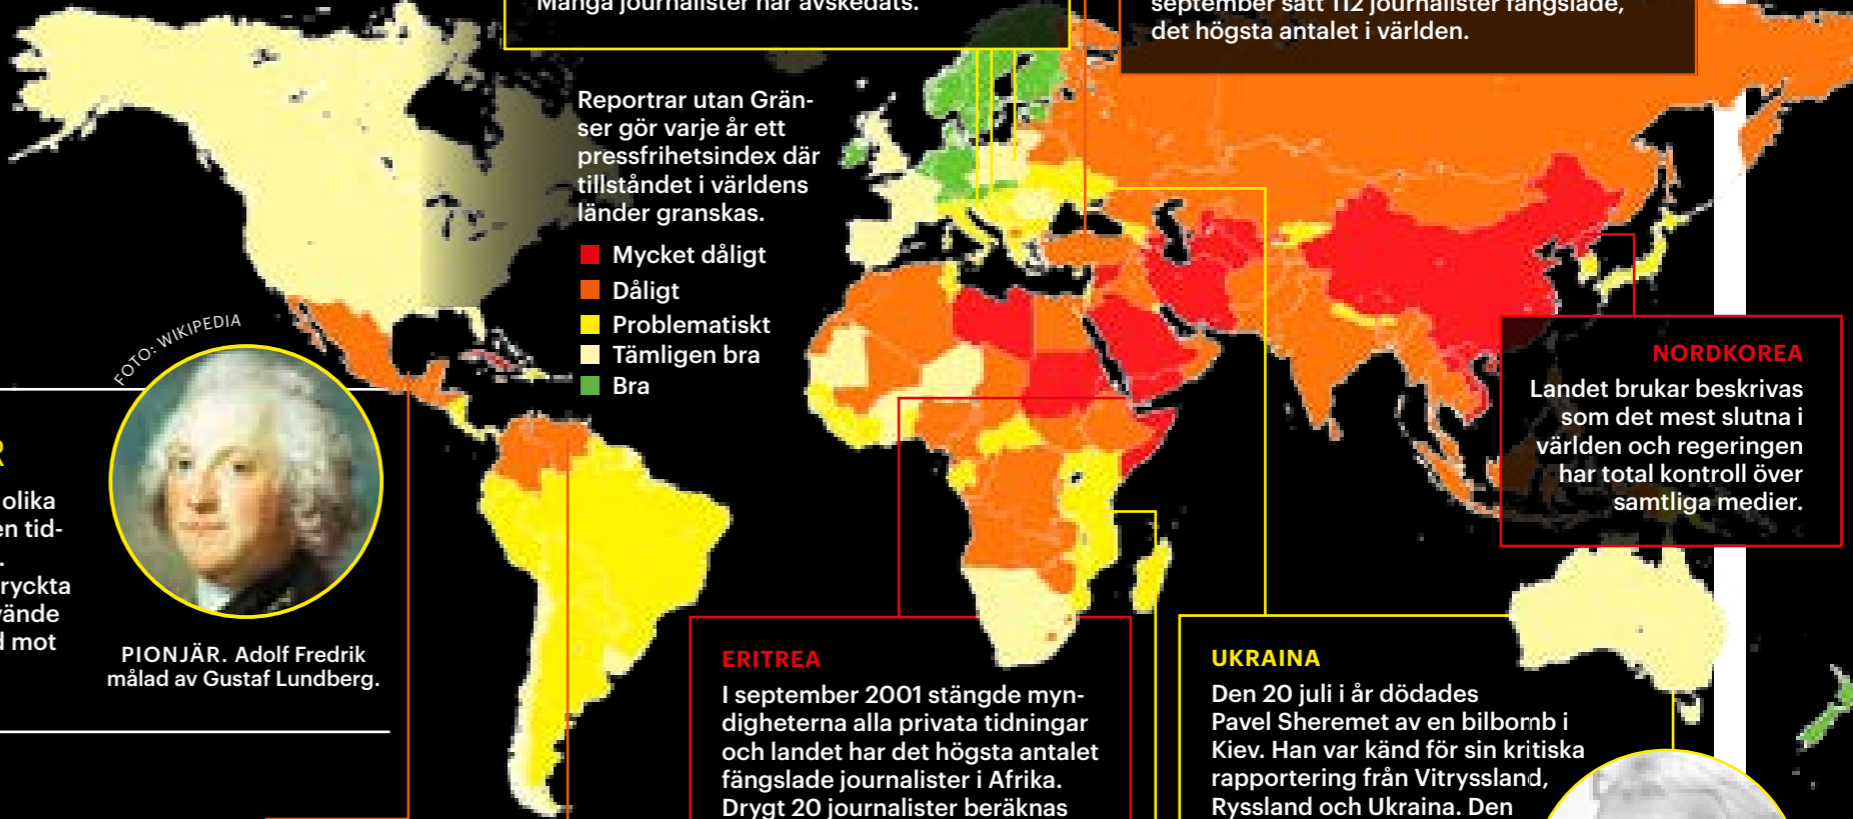 Många journalister har avskedats.
september satt 112 journalister fängslade,
det högsta antalet i världen.
Reportrar utan Grän-
ser gör varje år ett
pressfrihetsindex där
tillståndet i världens
länder granskas.
Mycket dåligt
Dåligt
Problematiskt
Tämligen bra
Bra
FOTO: WIKIPEDIA
R
olika
en tid-
.
ryckta
vände
d mot
PIONJÄR. Adolf Fredrik
målad av Gustaf Lundberg.
NORDKOREA
Landet brukar beskrivas
som det mest slutna i
världen och regeringen
har total kontroll över
samtliga medier.
ERITREA
I september 2001 stängde myn-
digheterna alla privata tidningar
och landet har det högsta antalet
fängslade journalister i Afrika.
Drygt 20 journalister beräknas
UKRAINA
Den 20 juli i år dödades
Pavel Sheremet av en bilbomb i
Kiev. Han var känd för sin kritiska
rapportering från Vitryssland,
Ryssland och Ukraina. Den